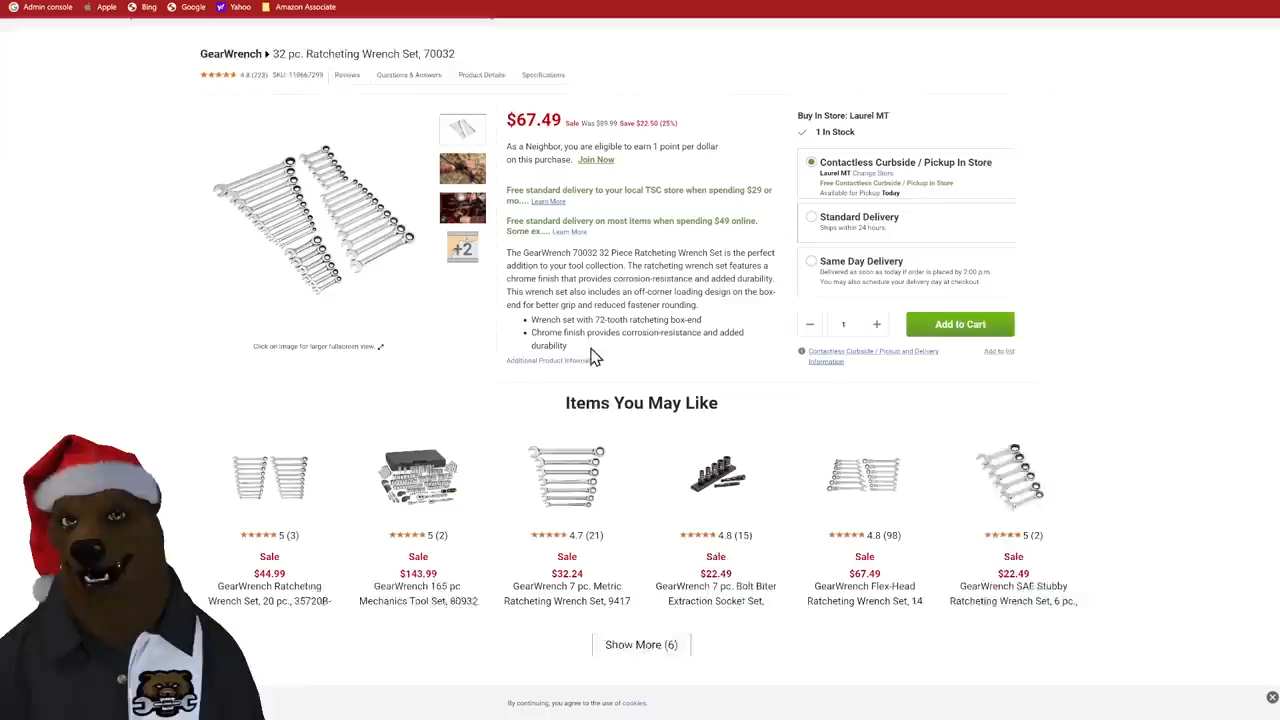 Admin console
Apple
Bing
Google
Yahoo
Amazon Associate
GearWrench 32 pc. Ratcheting Wrench Set, 70032
4.8 (223) SKU: 118667299 Reviews Questions & Answers Product Details Specifications
$67.49 Sale Was $89.99 Save $22.50 (25%)
As a Neighbor, you are eligible to earn 1 point per dollar
on this purchase. Join Now
Free standard delivery to your local TSC store when spending $29 or
mo.... Learn More
Free standard delivery on most items when spending $49 online.
Some ex.... Learn More
The GearWrench 70032 32 Piece Ratcheting Wrench Set is the perfect
addition to your tool collection. The ratcheting wrench set features a
chrome finish that provides corrosion-resistance and added durability.
This wrench set also includes an off-corner loading design on the box-
end for better grip and reduced fastener rounding.
Wrench set with 72-tooth ratcheting box-end
Chrome finish provides corrosion-resistance and added
durability
Additional Product
+2
Click on image for larger fullscreen view.
Buy In Store: Laurel MT
1 In Stock
Contactless Curbside / Pickup In Store
Laurel MT Change Store
Free Contactless Curbside / Pickup in Store
Available for Pickup Today
Standard Delivery
Ships within 24 hours.
Same Day Delivery
Delivered as soon as today if order is placed by 2:00 p.m.
You may also schedule your delivery day at checkout.
1
Add to Cart
Contactless Curbside / Pickup and Delivery
Information
Add to list
Items You May Like
5 (3)
Sale
$44.99
GearWrench Ratcheting
Wrench Set, 20 pc., 35720B-
5 (2)
Sale
$143.99
GearWrench 165 pc
Mechanics Tool Set, 80932
4.7 (21)
Sale
$32.24
GearWrench 7 pc. Metric
Ratcheting Wrench Set, 9417
4.8 (15)
Sale
$22.49
GearWrench 7 pc. Bolt Biter
Extraction Socket Set,
4.8 (98)
Sale
$67.49
GearWrench Flex-Head
Ratcheting Wrench Set, 14
5 (2)
Sale
$22.49
GearWrench SAE Stubby
Ratcheting Wrench Set, 6 pc.,
Show More (6)
By continuing, you agree to the use of cookies.